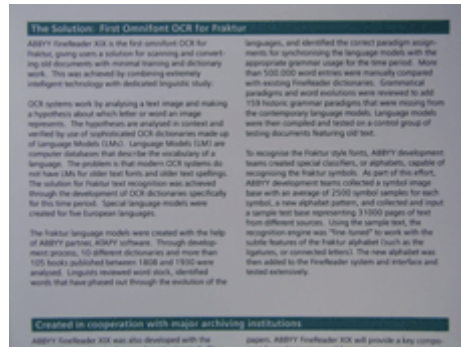 The Solution: First Omnifont OCR for Fraktur
ABBYY FineReader XIX is the first omnifont OCR for
fraktur, giving users a solution for scanning and convert-
ing old documents with minimal training and dictionary
work. This was achieved by combining extremely
intelligent technology with dedicated linguistic study.
OCR systems work by analysing a text image and making
a hypothesis about which letter or word an image
represents. The hypotheses are analysed in context and
verified by use of sophisticated OCR dictionaries made up
of Language Models (LMs). Language Models (LM) are
computer databases that describe the vocabulary of a
language. The problem is that modern OCR systems do
not have LMs for older text fonts and older text spellings.
The solution for fraktur text recognition was achieved
through the development of OCR dictionaries specifically
for this time period. Special language models were
created for five European languages.
The fraktur language models were created with the help
of ABBYY partner, ATAPY software. Through develop-
ment process, 10 different dictionaries and more than
105 books published between 1808 and 1930 were
analysed. Linguists reviewed word stock, identified
words that have phased out through the evolution of the
languages, and identified the correct paradigm assign-
ments for synchronising the language models with the
appropriate grammar usage for the time period. More
than 500.000 word entries were manually compared
with existing FineReader dictionaries. Grammatical
paradigms and word evolutions were reviewed to add
159 historic grammar paradigms that were missing from
the contemporary language models. Language models
were then compiled and tested on a control group of
testing documents featuring old text.
To recognise the Fraktur style fonts, ABBYY development
teams created special classifiers, or alphabets, capable of
recognising the fraktur symbols. As part of this effort,
ABBYY development teams collected a symbol image
base with an average of 2500 symbol samples for each
symbol, a new alphabet pattern, and collected and input
a sample test base representing 31000 pages of text
from different sources. Using the sample text, the
recognition engine was "fine tuned" to work with the
subtle features of the Fraktur alphabet (such as the
ligatures, or connected letters). The new alphabet was
then added to the FineReader system and interface and
tested extensively.
Created in cooperation with major archiving institutions
ABBYY FineReader XIX was also developed with the
papers. ABBYY FineReader XIX will provide a key compo-